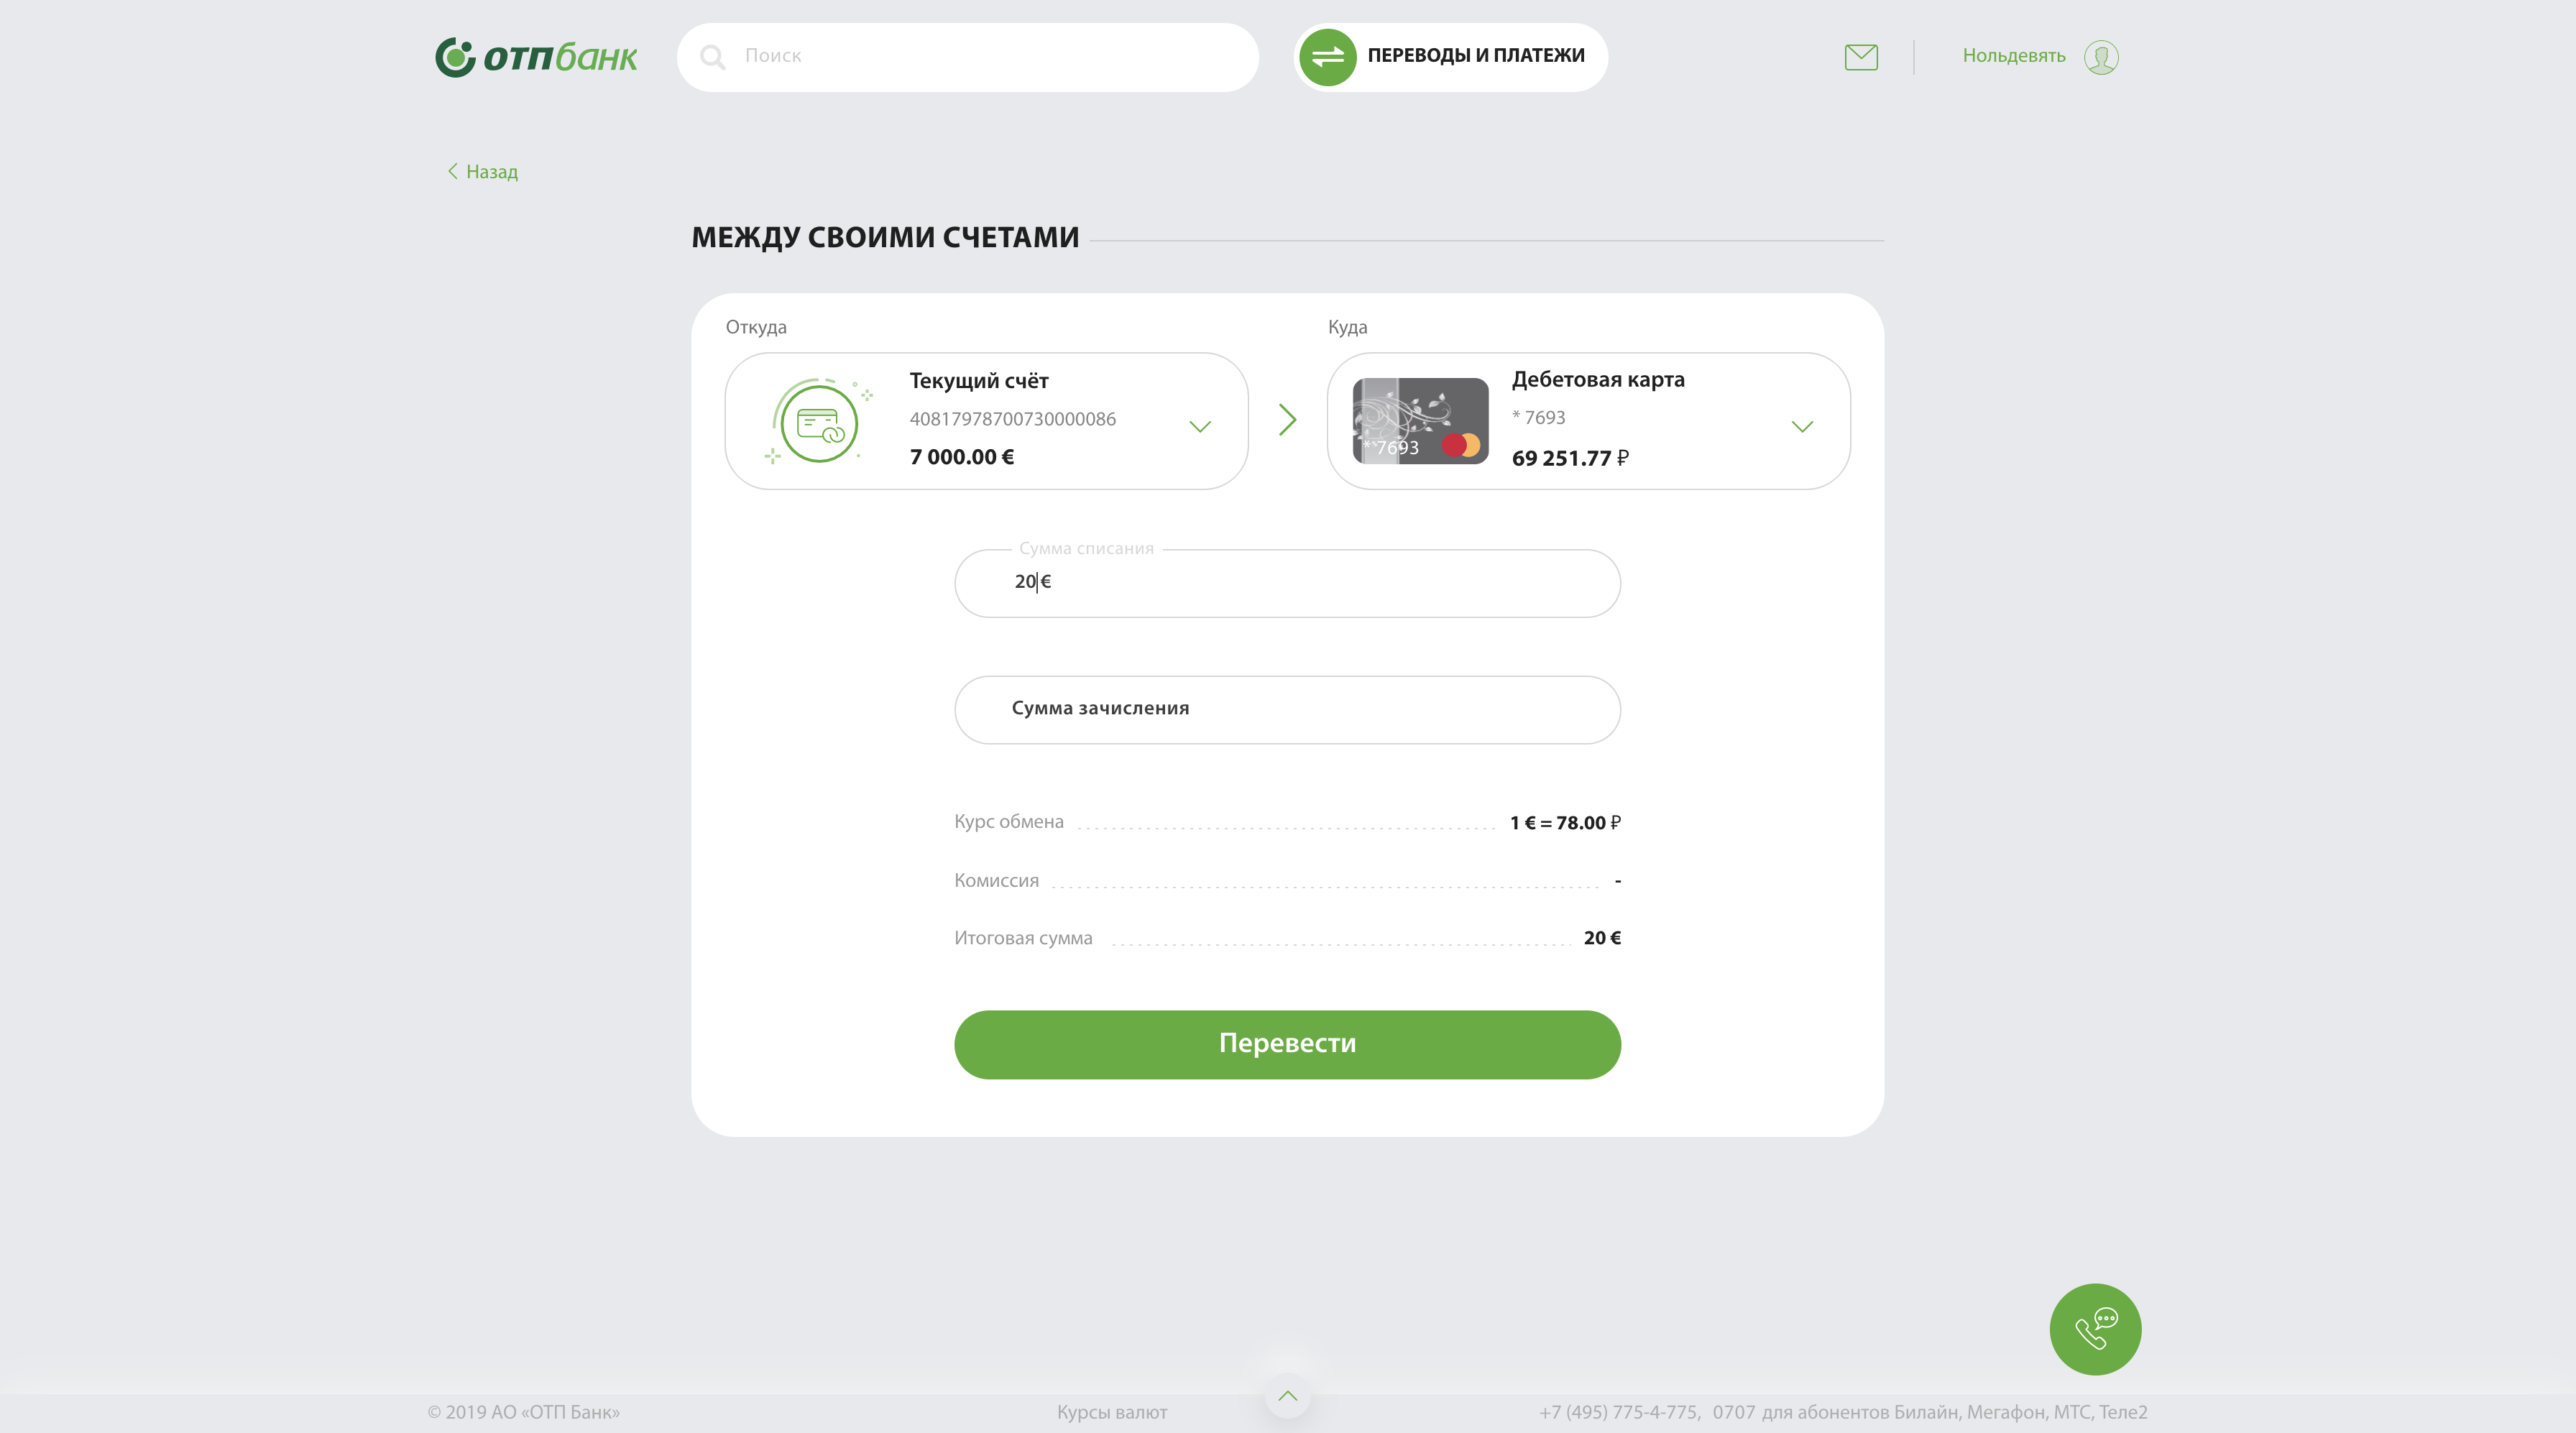 отпбанк
Поиск
ПЕРЕВОДЫ И ПЛАТЕЖИ
Нольдевять
Назад
МЕЖДУ СВОИМИ СЧЕТАМИ
Откуда
Текущий счёт
40817978700730000086
7 000.00 €
Куда
Дебетовая карта
* 7693
* 7693
69 251.77 ₽
Сумма списания
20 €
Сумма зачисления
Курс обмена 1 € = 78.00 ₽
Комиссия -
Итоговая сумма 20 €
Перевести
© 2019 АО «ОТП Банк»
Курсы валют
+7 (495) 775-4-775, 0707 для абонентов Билайн, Мегафон, МТС, Теле2